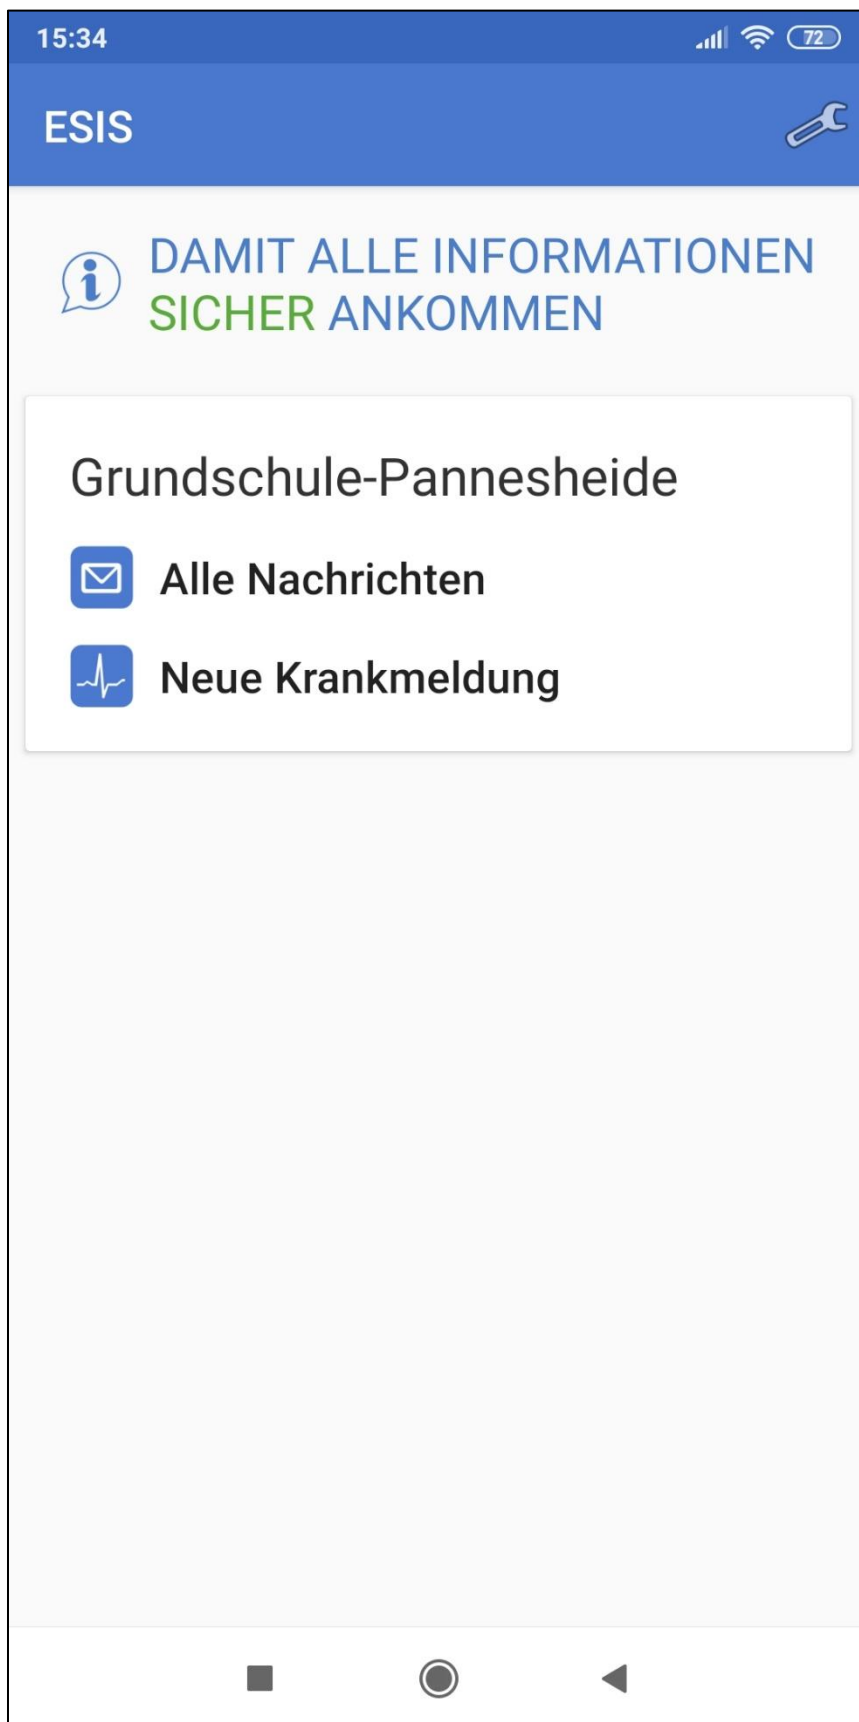 15:34
72
ESIS
DAMIT ALLE INFORMATIONEN
SICHER ANKOMMEN
Grundschule-Pannesheide
Alle Nachrichten
Neue Krankmeldung